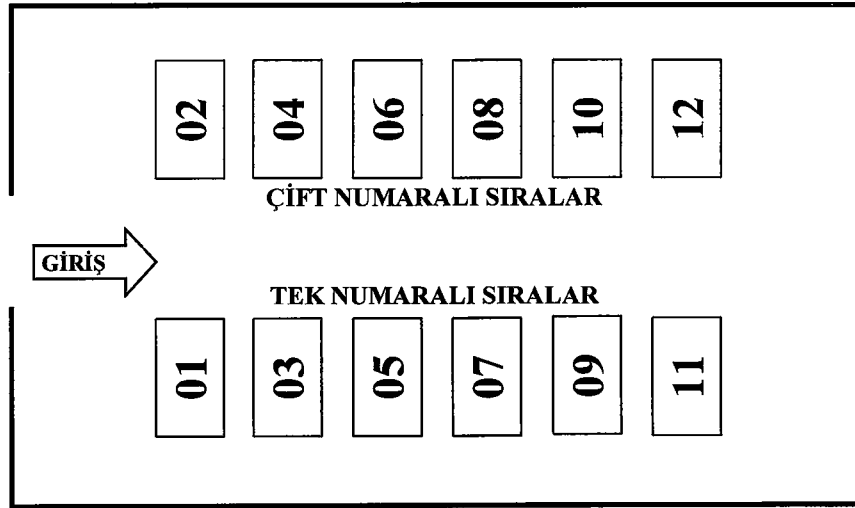 02 04 06 08 10 12
ÇİFT NUMARALI SIRALAR
GİRİŞ
TEK NUMARALI SIRALAR
01 03 05 07 09 11